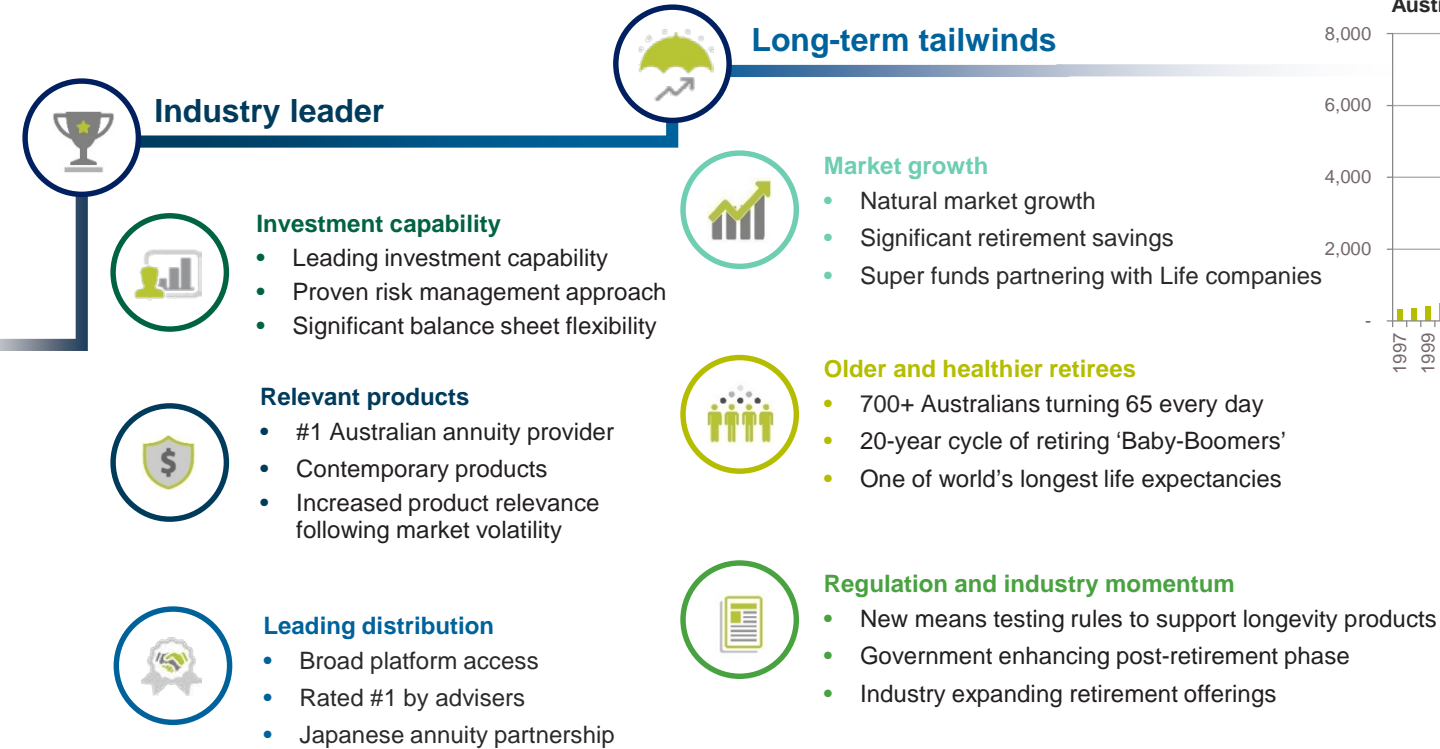 Industry leader
Investment capability
• Leading investment capability
• Proven risk management approach
• Significant balance sheet flexibility
Relevant products
• #1 Australian annuity provider
• Contemporary products
• Increased product relevance
following market volatility
Leading distribution
• Broad platform access
• Rated #1 by advisers
• Japanese annuity partnership
Long-term tailwinds
Market growth
• Natural market growth
• Significant retirement savings
• Super funds partnering with Life companies
Older and healthier retirees
• 700+ Australians turning 65 every day
• 20-year cycle of retiring ‘Baby-Boomers’
• One of world’s longest life expectancies
Regulation and industry momentum
• New means testing rules to support longevity products
• Government enhancing post-retirement phase
• Industry expanding retirement offerings
Austr
8,000
6,000
4,000
2,000
-
1997
1999
$